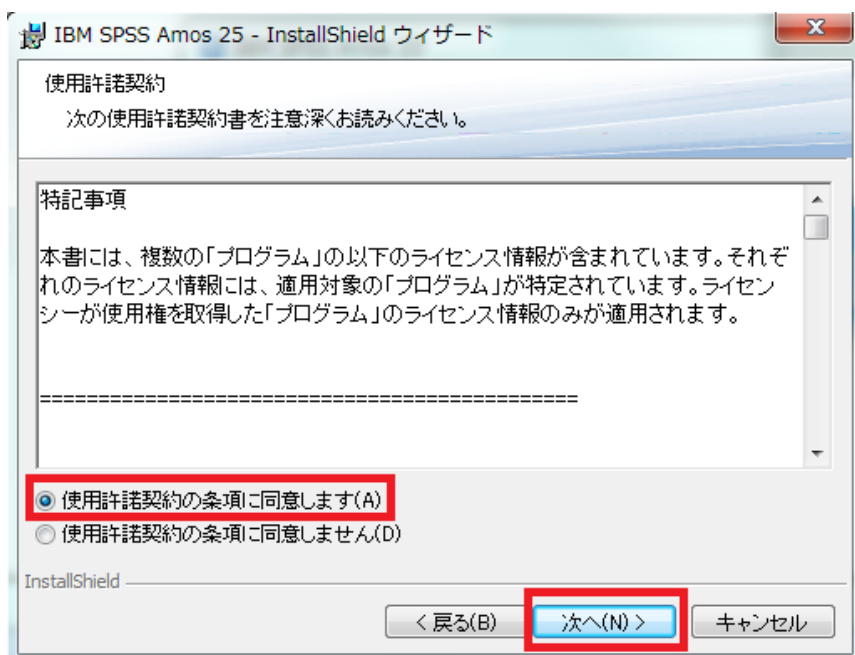 IBM SPSS Amos 25 - InstallShield ウィザード
使用許諾契約
次の使用許諾契約書を注意深くお読みください。
特記事項
本書には、複数の「プログラム」の以下のライセンス情報が含まれています。それぞ
れのライセンス情報には、適用対象の「プログラム」が特定されています。ライセン
シーが使用権を取得した「プログラム」のライセンス情報のみが適用されます。
==============================================
使用許諾契約の条項に同意します(A)
使用許諾契約の条項に同意しません(D)
InstallShield
< 戻る(B) 次へ(N) > キャンセル